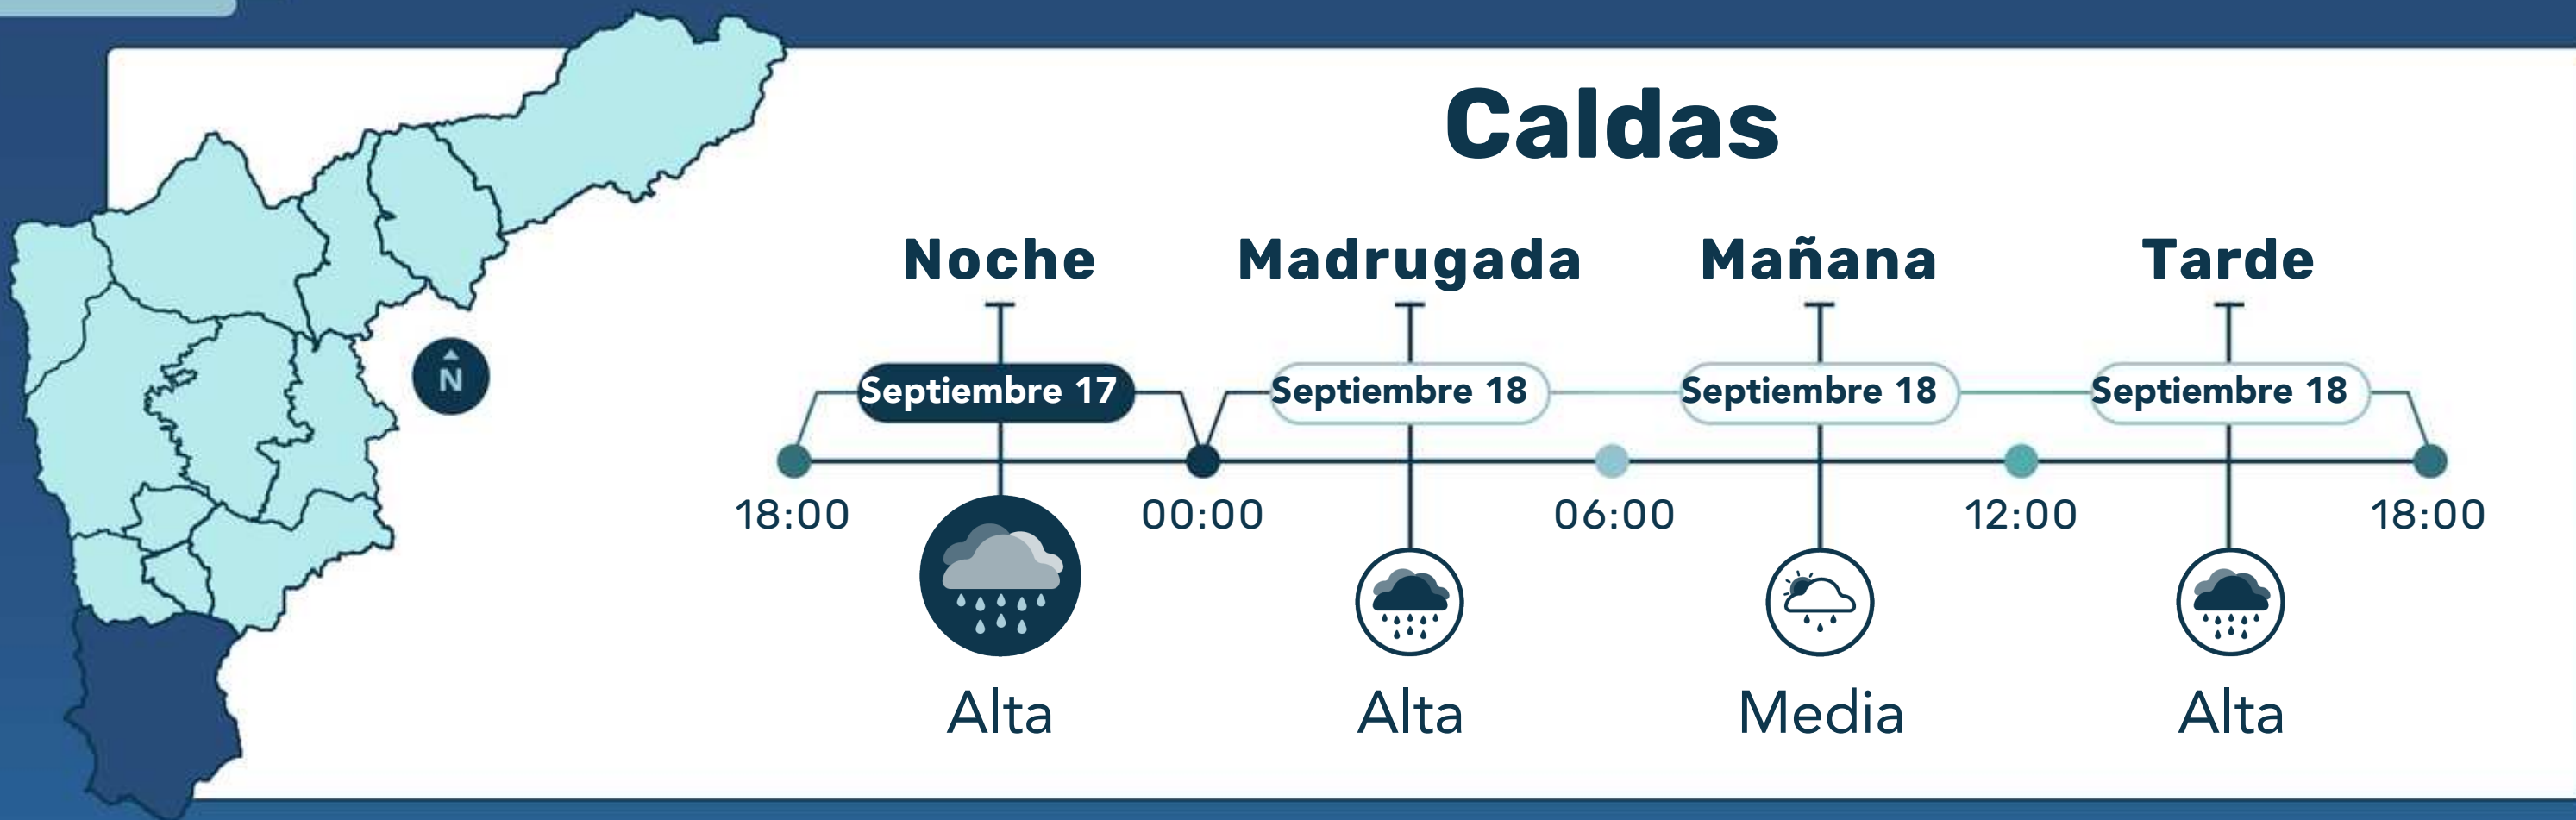 Caldas
Noche Madrugada Mañana Tarde
Septiembre 17 Septiembre 18 Septiembre 18 Septiembre 18
N
18:00 00:00 06:00 12:00 18:00
Alta Alta Media Alta